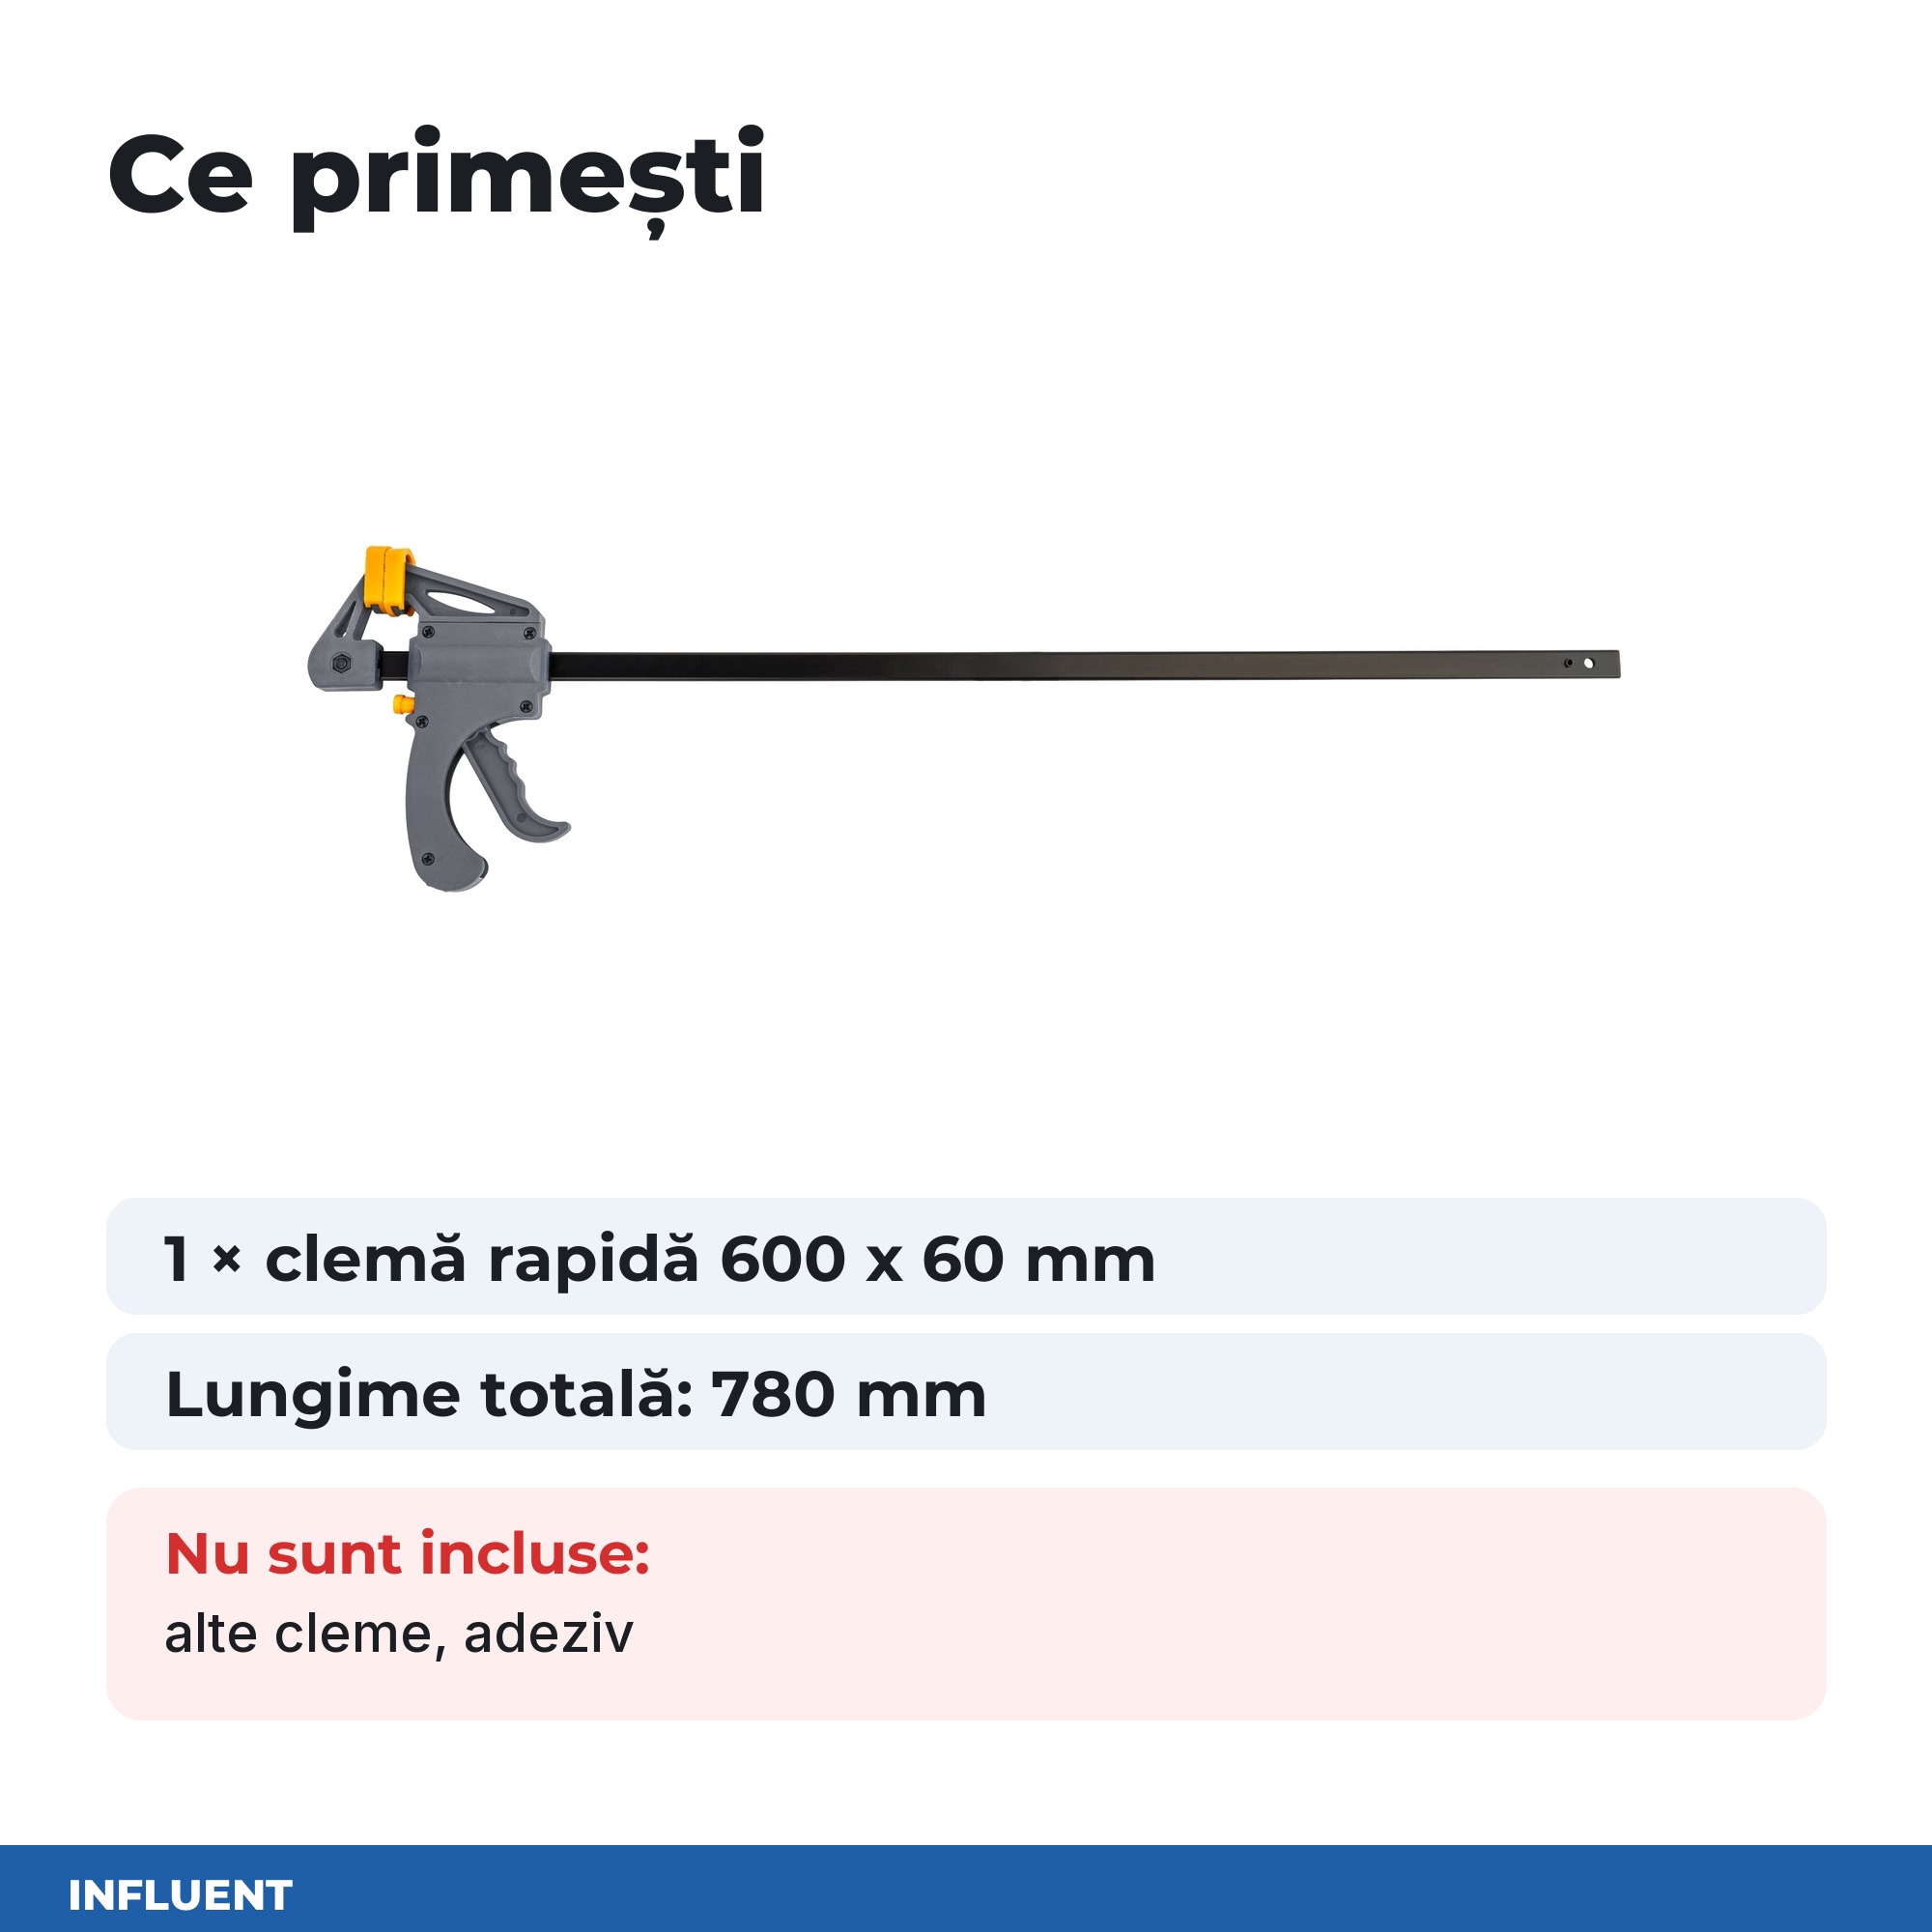 Ce primești
1 × clemă rapidă 600 x 60 mm
Lungime totală: 780 mm
Nu sunt incluse:
alte cleme, adeziv
INFLUENT